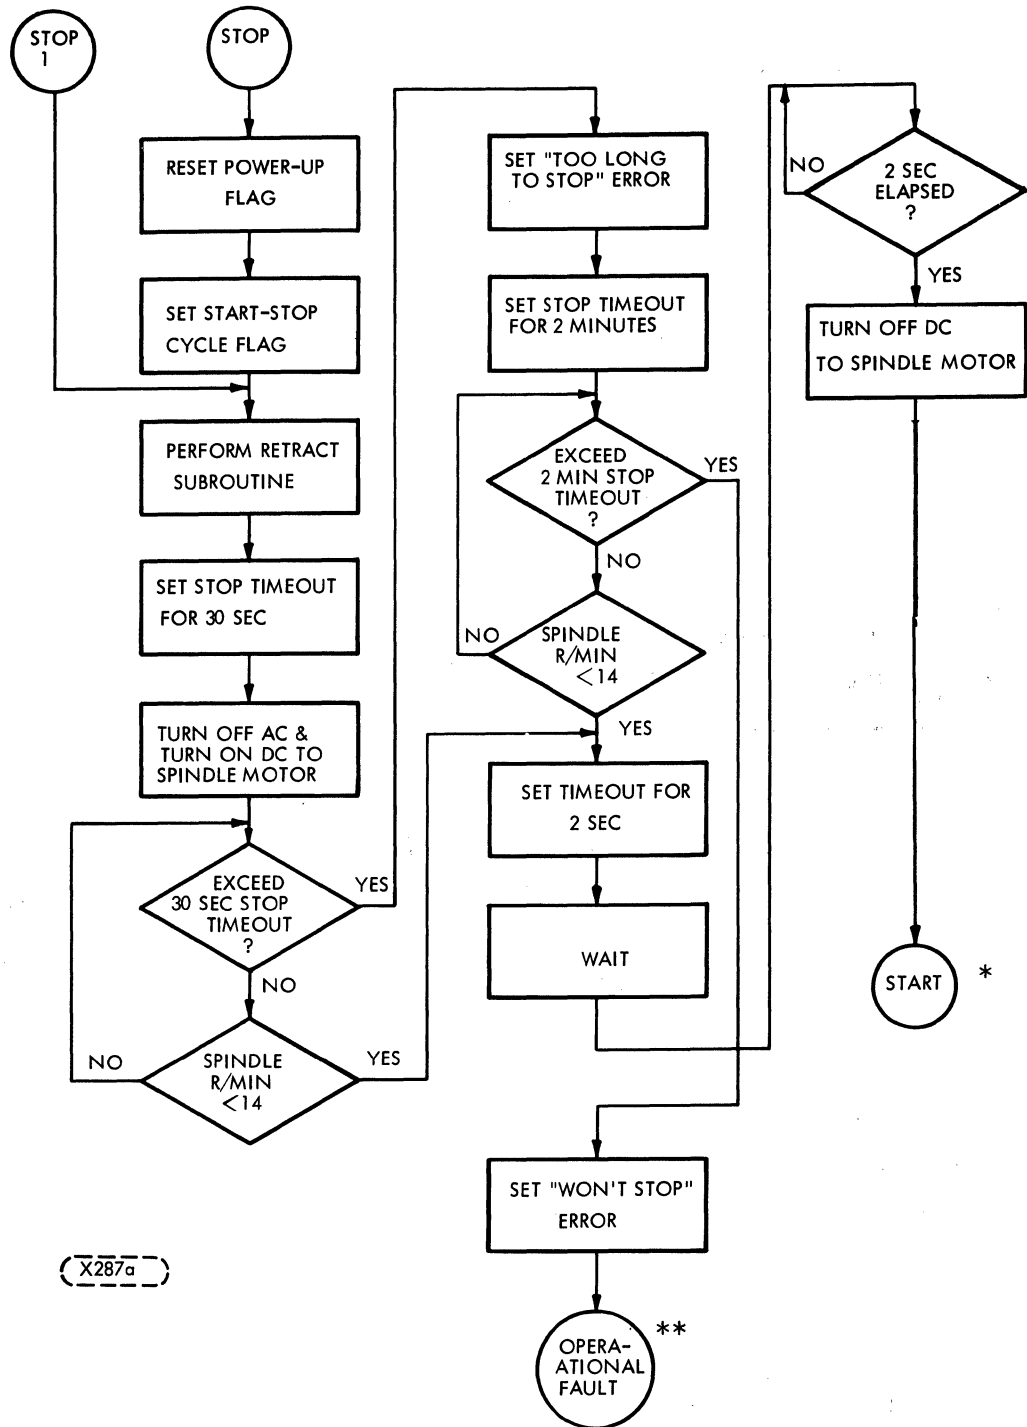 STOP
1
STOP
RESET POWER-UP
FLAG
SET START-STOP
CYCLE FLAG
PERFORM RETRACT
SUBROUTINE
SET STOP TIMEOUT
FOR 30 SEC
TURN OFF AC &
TURN ON DC TO
SPINDLE MOTOR
EXCEED
30 SEC STOP
TIMEOUT
?
YES
NO
SPINDLE
R/MIN
<14
NO
YES
SET "TOO LONG
TO STOP" ERROR
SET STOP TIMEOUT
FOR 2 MINUTES
EXCEED
2 MIN STOP
TIMEOUT
?
YES
NO
SPINDLE
R/MIN
<14
NO
YES
SET TIMEOUT FOR
2 SEC
WAIT
SET "WON'T STOP"
ERROR
OPERA-
ATIONAL
FAULT
**
2 SEC
ELAPSED
?
NO
YES
TURN OFF DC
TO SPINDLE MOTOR
START
*
X287a